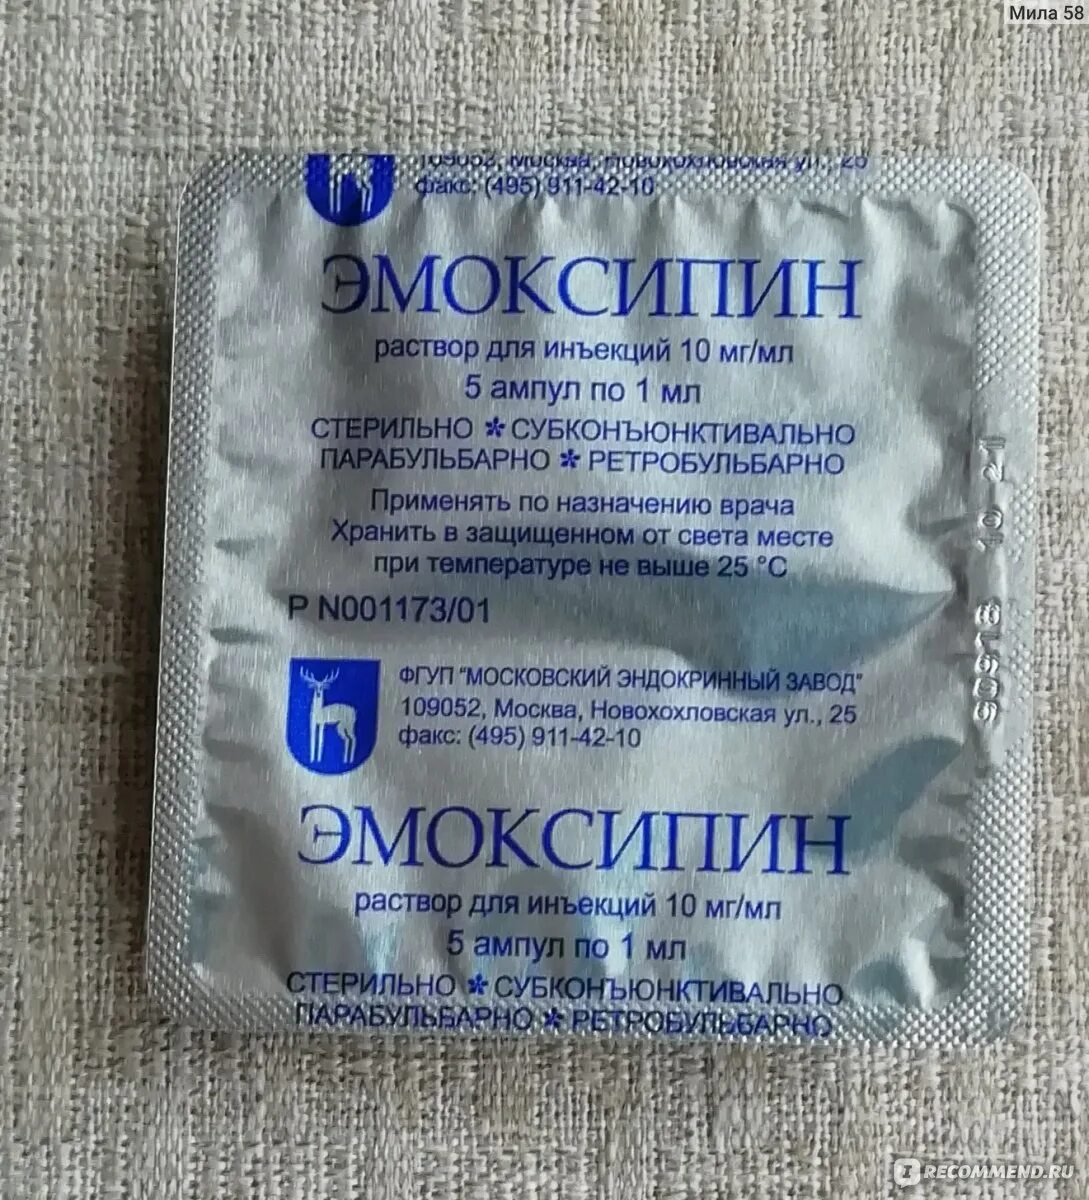 Мила 58
109052, Москва, Новохохловская ул., 25
факс: (495) 911-42-10
ЭМОКСИПИН
раствор для инъекций 10 мг/мл
5 ампул по 1 мл
СТЕРИЛЬНО * СУБКОНЪЮНКТИВАЛЬНО
ПАРАБУЛЬБАРНО * РЕТРОБУЛЬБАРНО
Применять по назначению врача
Хранить в защищенном от света месте
при температуре не выше 25 °C
Р N001173/01
ФГУП "МОСКОВСКИЙ ЭНДОКРИННЫЙ ЗАВОД"
109052, Москва, Новохохловская ул., 25
факс: (495) 911-42-10
ЭМОКСИПИН
раствор для инъекций 10 мг/мл
5 ампул по 1 мл
СТЕРИЛЬНО * СУБКОНЪЮНКТИВАЛЬНО
ПАРАБУЛЬБАРНО * РЕТРОБУЛЬБАРНО
10 21
RECOMMEND.RU